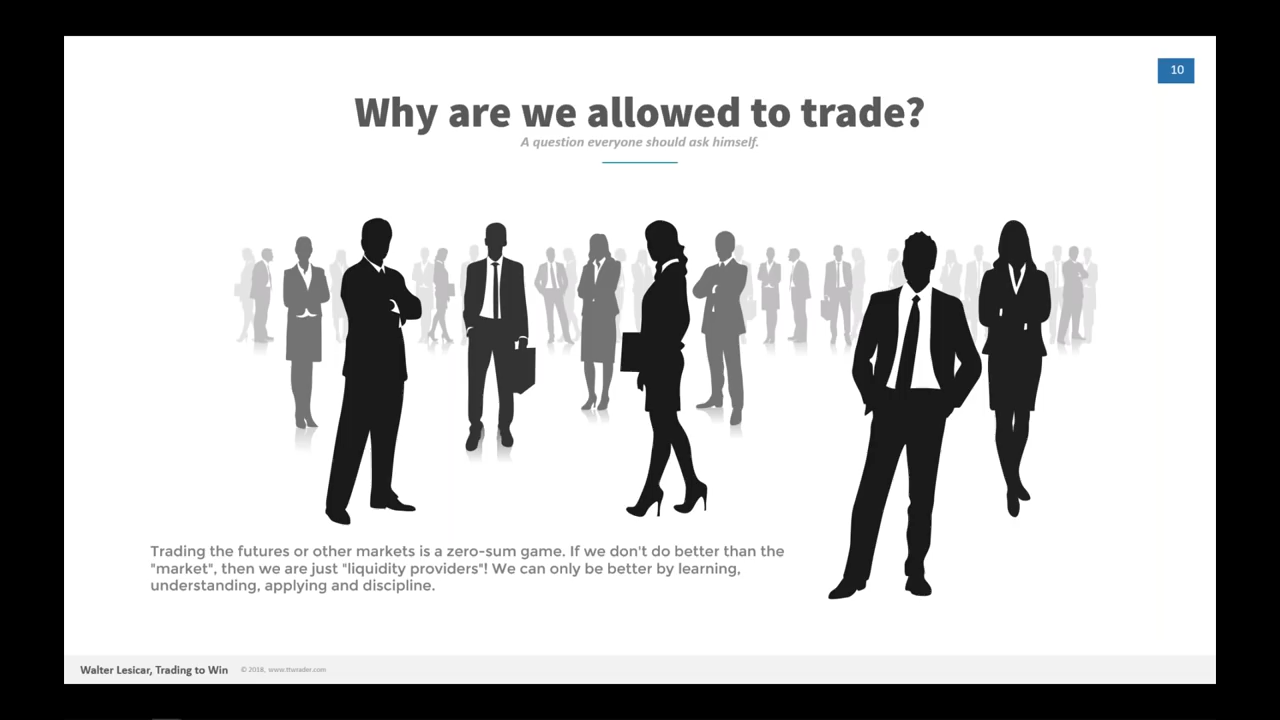 10
Why are we allowed to trade?
A question everyone should ask himself.
Trading the futures or other markets is a zero-sum game. If we don't do better than the
"market", then we are just "liquidity providers"! We can only be better by learning,
understanding, applying and discipline.
Walter Lesicar, Trading to Win © 2018, www.ttwtrader.com